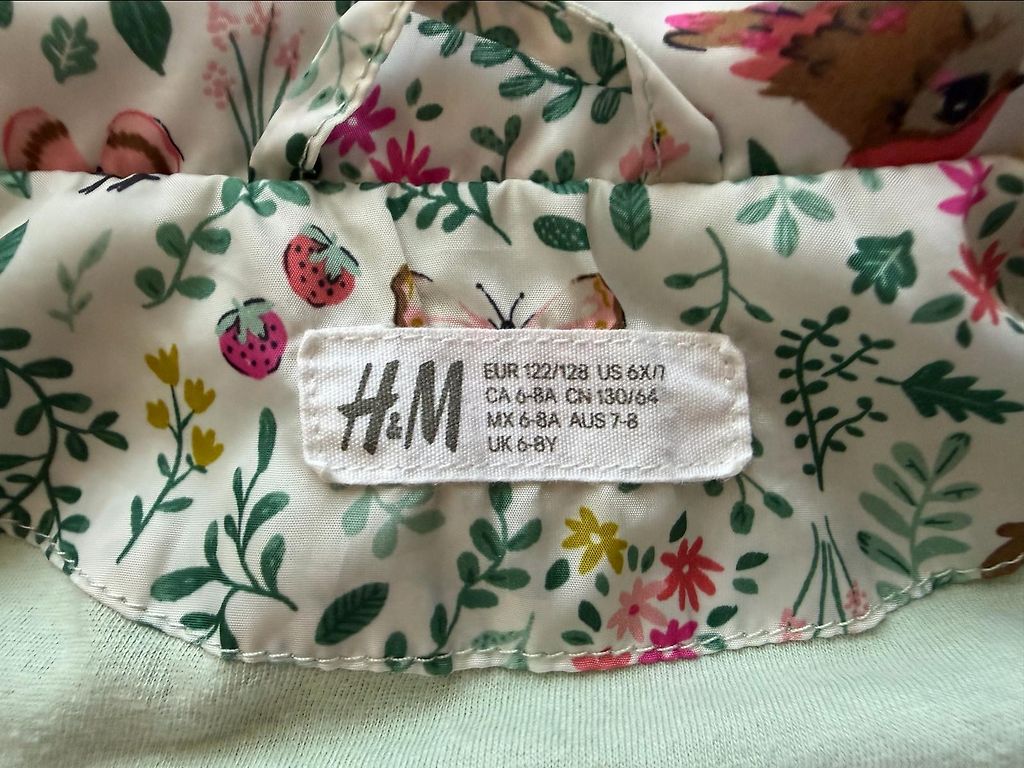 H&M
EUR 122/128 US 6X/7
CA 6-8A CN 130/64
MX 6-8A AUS 7-8
UK 6-8Y